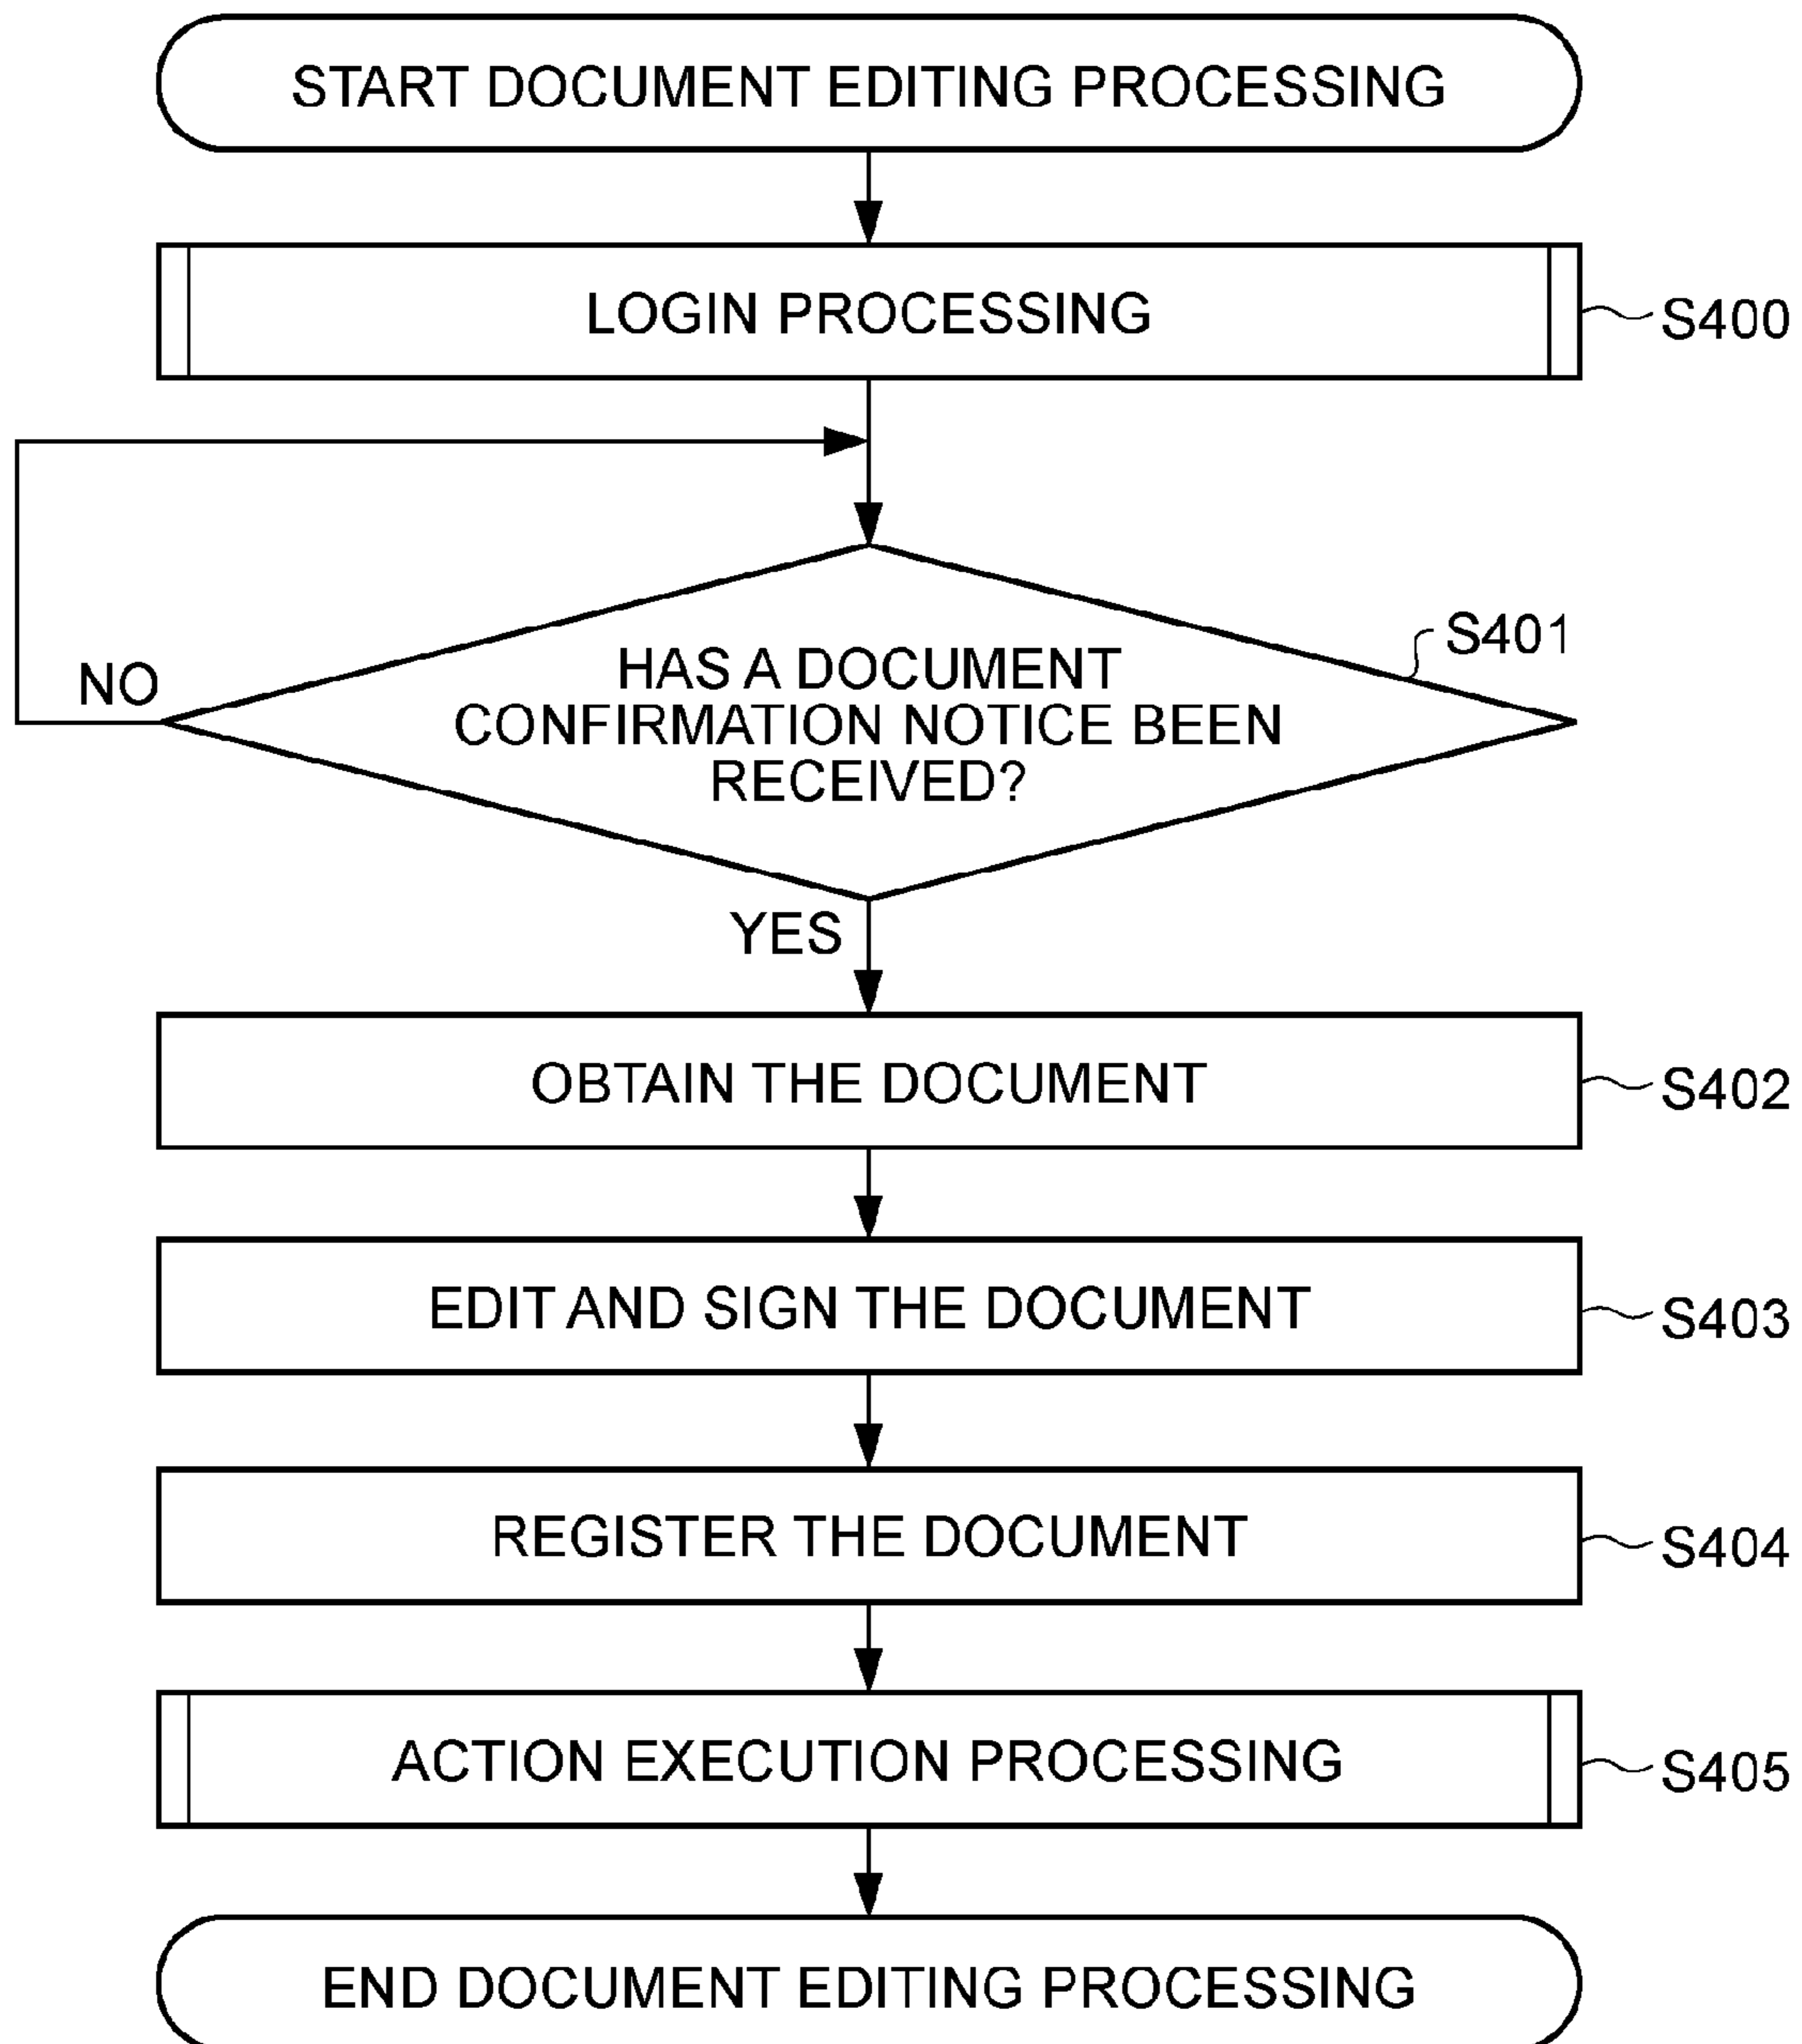 START DOCUMENT EDITING PROCESSING
LOGIN PROCESSING
S400
S401
HAS A DOCUMENT
CONFIRMATION NOTICE BEEN
RECEIVED?
NO
YES
OBTAIN THE DOCUMENT
S402
EDIT AND SIGN THE DOCUMENT
S403
REGISTER THE DOCUMENT
S404
ACTION EXECUTION PROCESSING
S405
END DOCUMENT EDITING PROCESSING